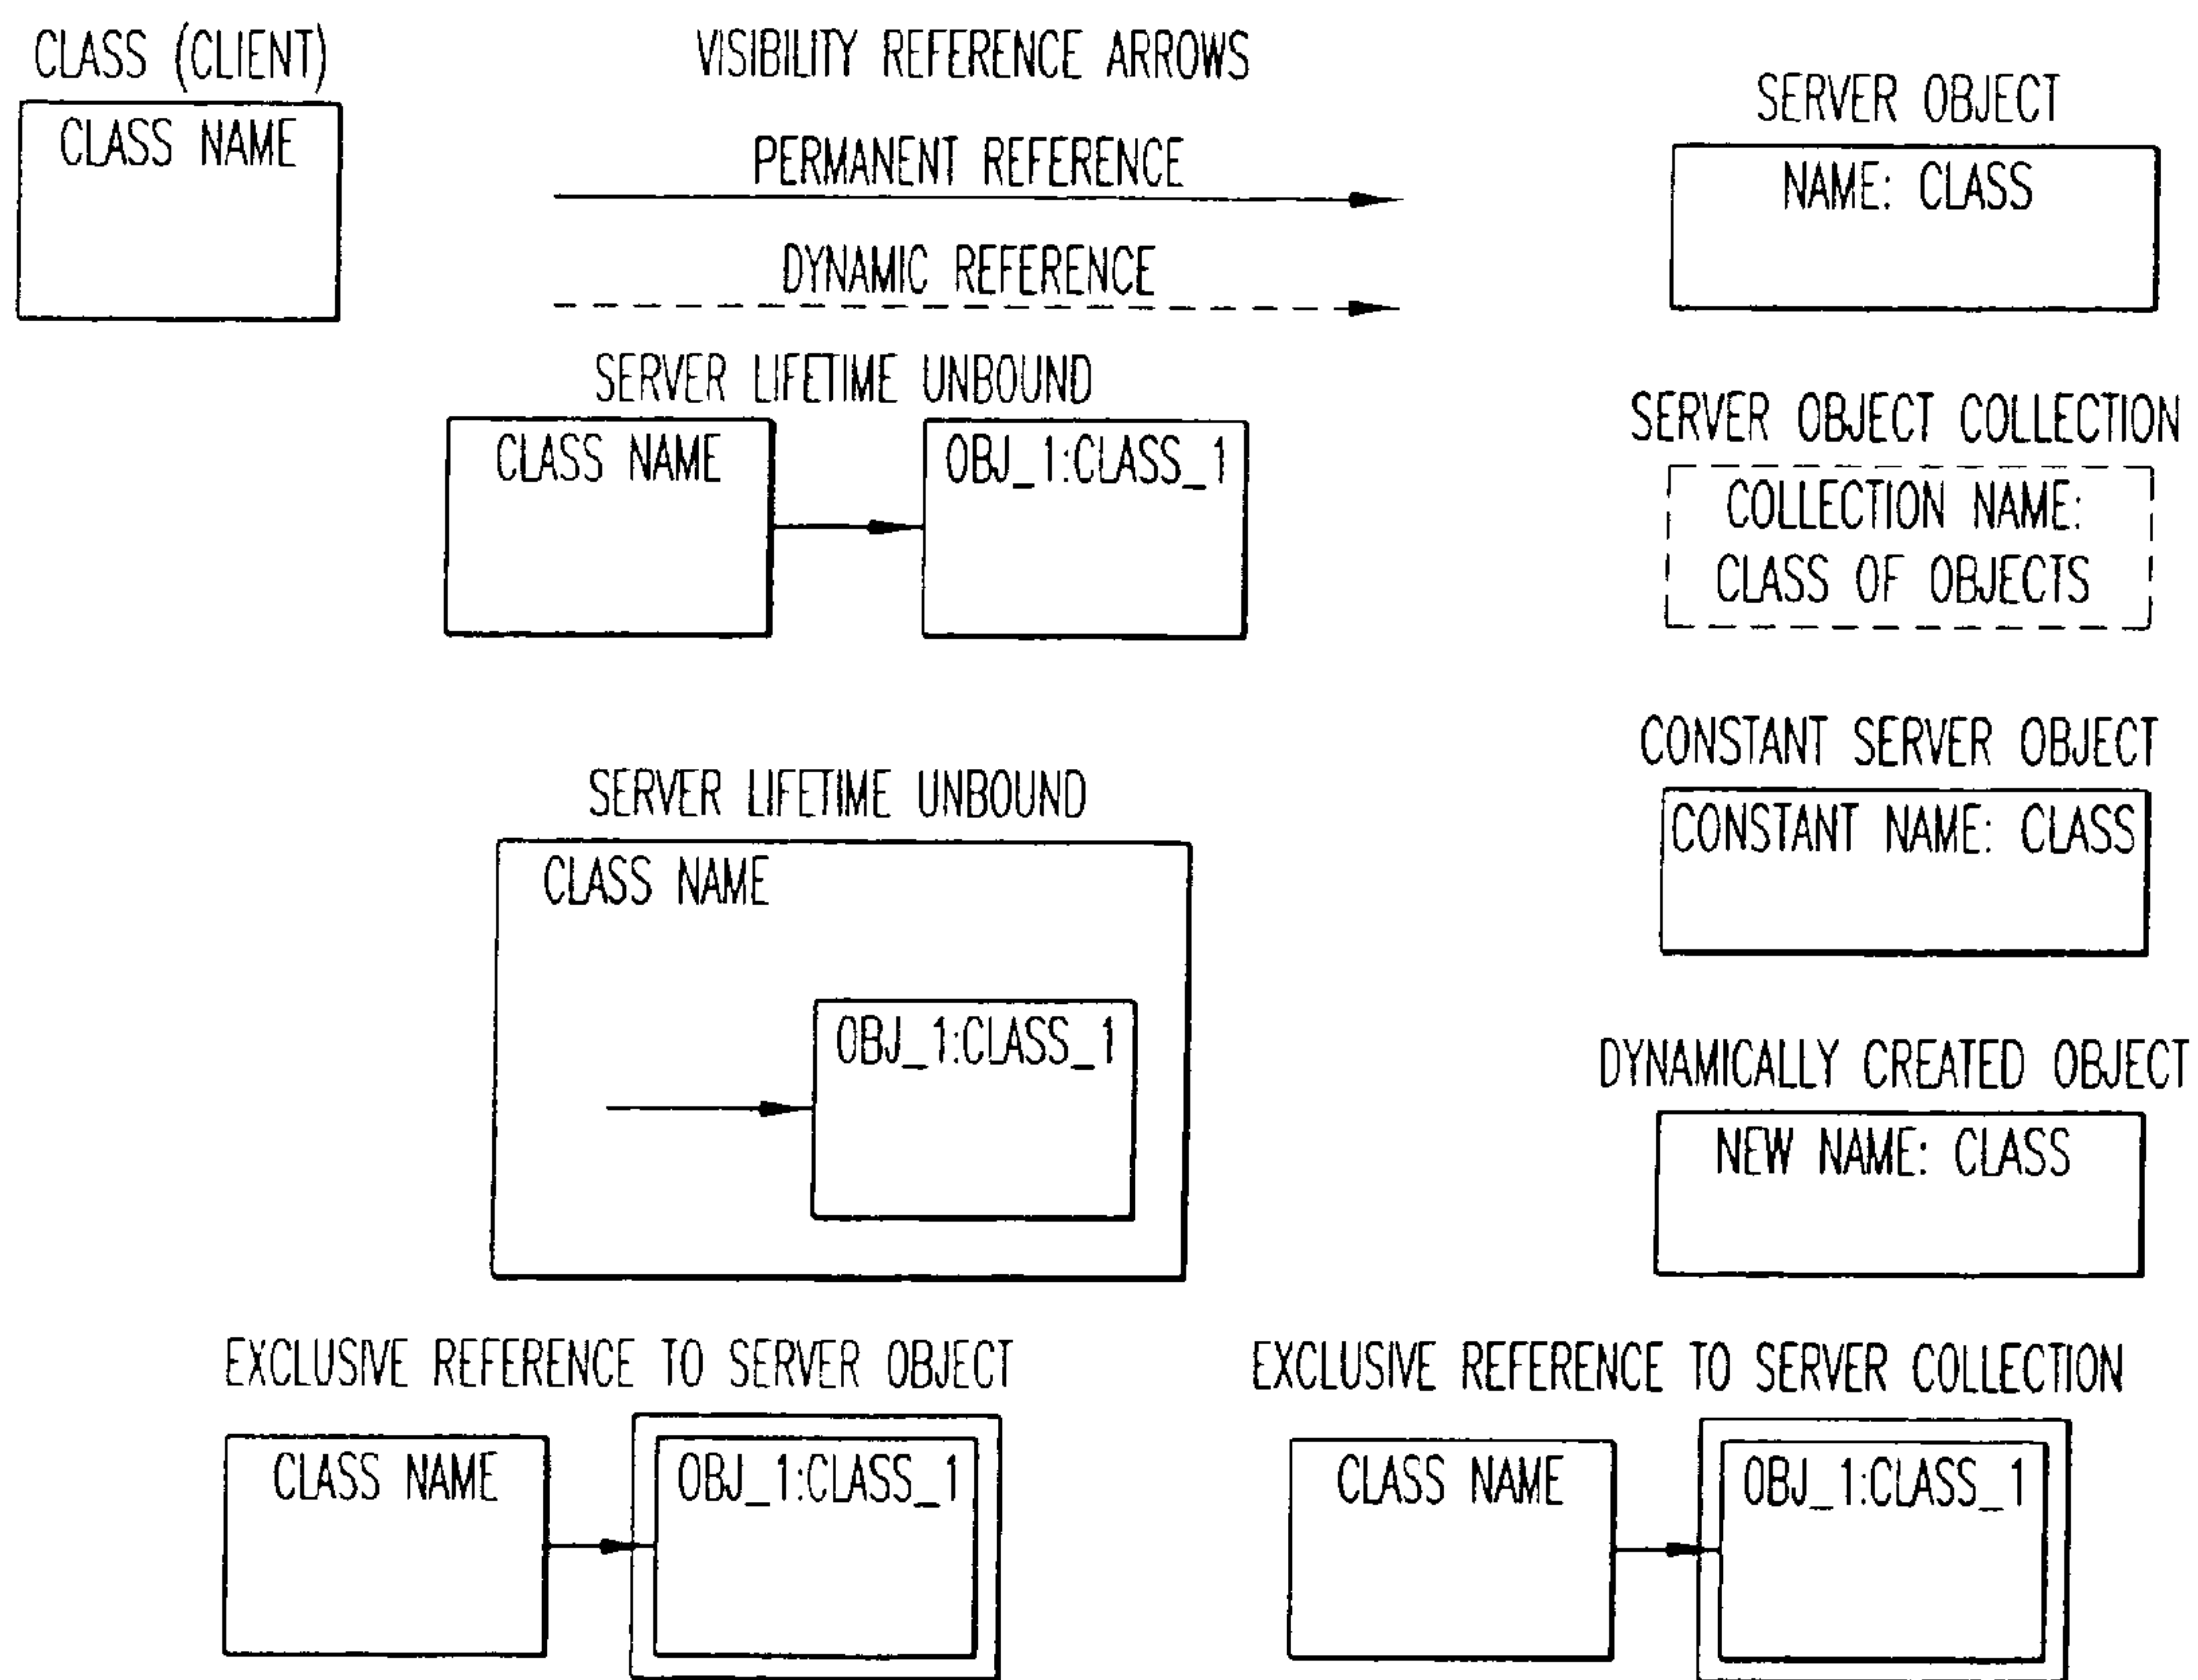 CLASS (CLIENT)
CLASS NAME
VISIBILITY REFERENCE ARROWS
PERMANENT REFERENCE
DYNAMIC REFERENCE
SERVER OBJECT
NAME: CLASS
SERVER LIFETIME UNBOUND
CLASS NAME
OBJ_1:CLASS_1
SERVER OBJECT COLLECTION
COLLECTION NAME:
CLASS OF OBJECTS
SERVER LIFETIME UNBOUND
CLASS NAME
OBJ_1:CLASS_1
CONSTANT SERVER OBJECT
CONSTANT NAME: CLASS
DYNAMICALLY CREATED OBJECT
NEW NAME: CLASS
EXCLUSIVE REFERENCE TO SERVER OBJECT
CLASS NAME
OBJ_1:CLASS_1
EXCLUSIVE REFERENCE TO SERVER COLLECTION
CLASS NAME
OBJ_1:CLASS_1